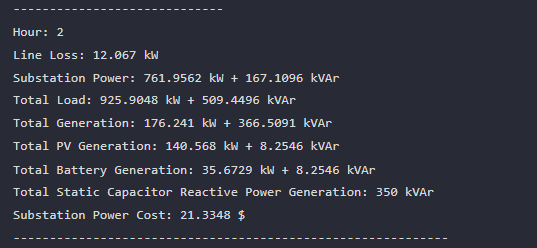 -----------------------------
Hour: 2
Line Loss: 12.067 kW
Substation Power: 761.9562 kW + 167.1096 kVAr
Total Load: 925.9048 kW + 509.4496 kVAr
Total Generation: 176.241 kW + 366.5091 kVAr
Total PV Generation: 140.568 kW + 8.2546 kVAr
Total Battery Generation: 35.6729 kW + 8.2546 kVAr
Total Static Capacitor Reactive Power Generation: 350 kVAr
Substation Power Cost: 21.3348 $
------------------------------------------------------------